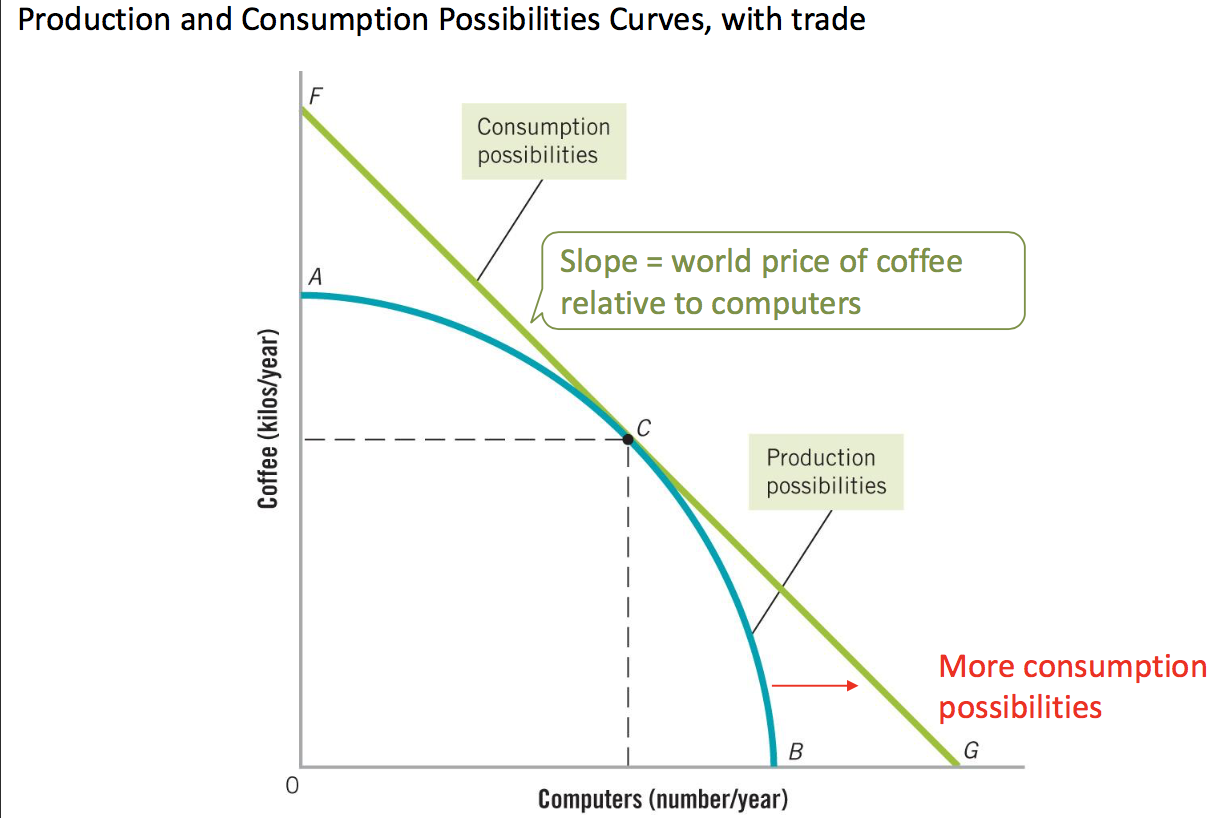 Production and Consumption Possibilities Curves, with trade
F
Consumption
possibilities
Slope = world price of coffee
relative to computers
A
Coffee (kilos/year)
C
Production
possibilities
More consumption
possibilities
B
G
0
Computers (number/year)